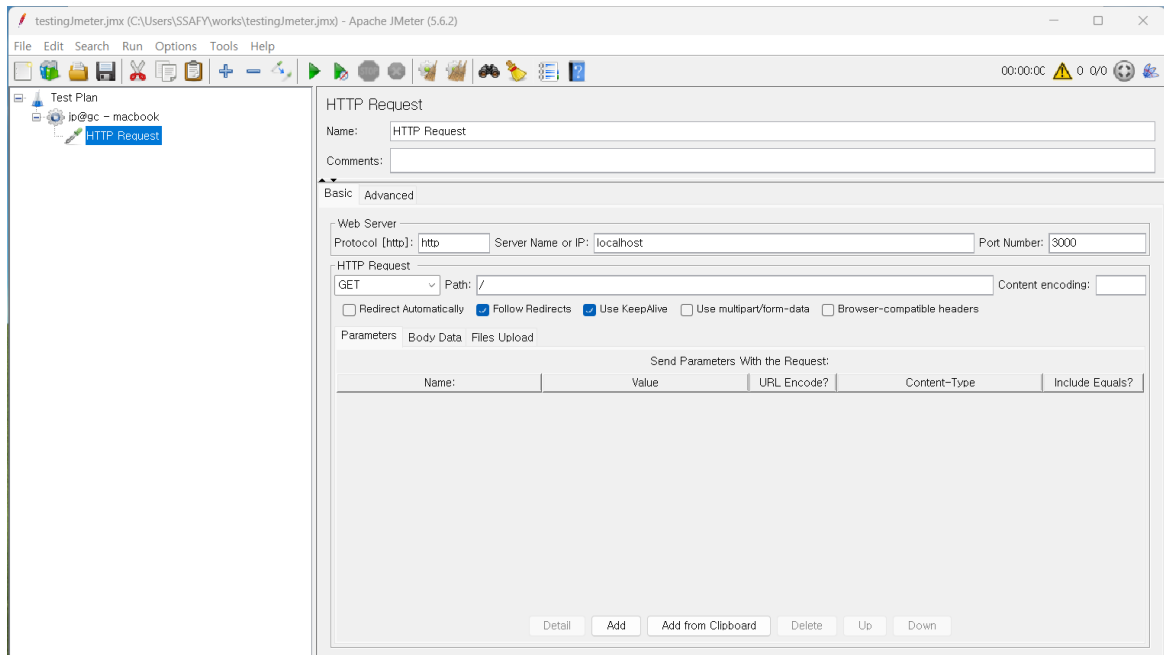 testingJmeter.jmx (C:\Users\SSAFY\works\testingJmeter.jmx) - Apache JMeter (5.6.2)
File Edit Search Run Options Tools Help
00:00:00 0 0/0
Test Plan
ip@gc - macbook
HTTP Request
HTTP Request
Name: HTTP Request
Comments:
Basic Advanced
Web Server
Protocol [http]: http Server Name or IP: localhost Port Number: 3000
HTTP Request
GET Path: / Content encoding:
Redirect Automatically Follow Redirects Use KeepAlive Use multipart/form-data Browser-compatible headers
Parameters Body Data Files Upload
Send Parameters With the Request:
Name: Value URL Encode? Content-Type Include Equals?
Detail Add Add from Clipboard Delete Up Down